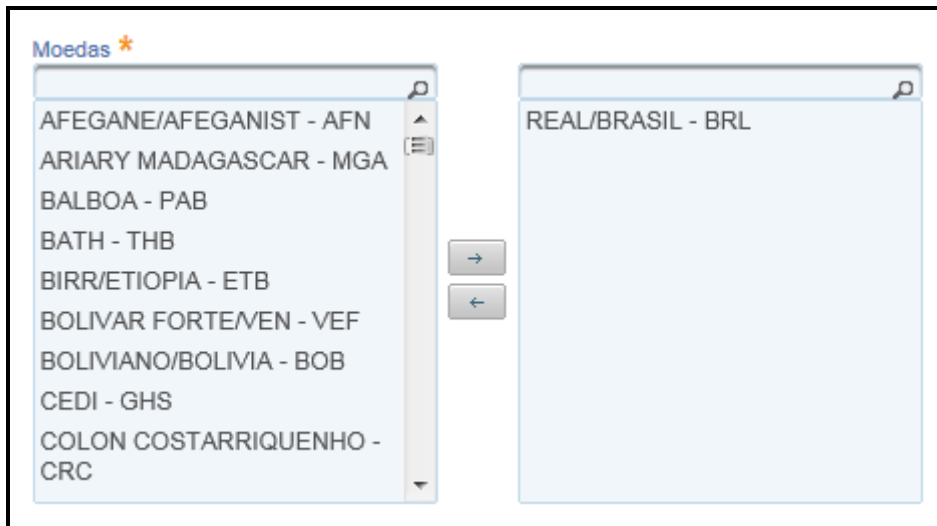 Moedas *
AFEGANE/AFEGANIST - AFN
ARIARY MADAGASCAR - MGA
BALBOA - PAB
BATH - THB
BIRR/ETIOPIA - ETB
BOLIVAR FORTE/VEN - VEF
BOLIVIANO/BOLIVIA - BOB
CEDI - GHS
COLON COSTARRIQUENHO -
CRC
REAL/BRASIL - BRL